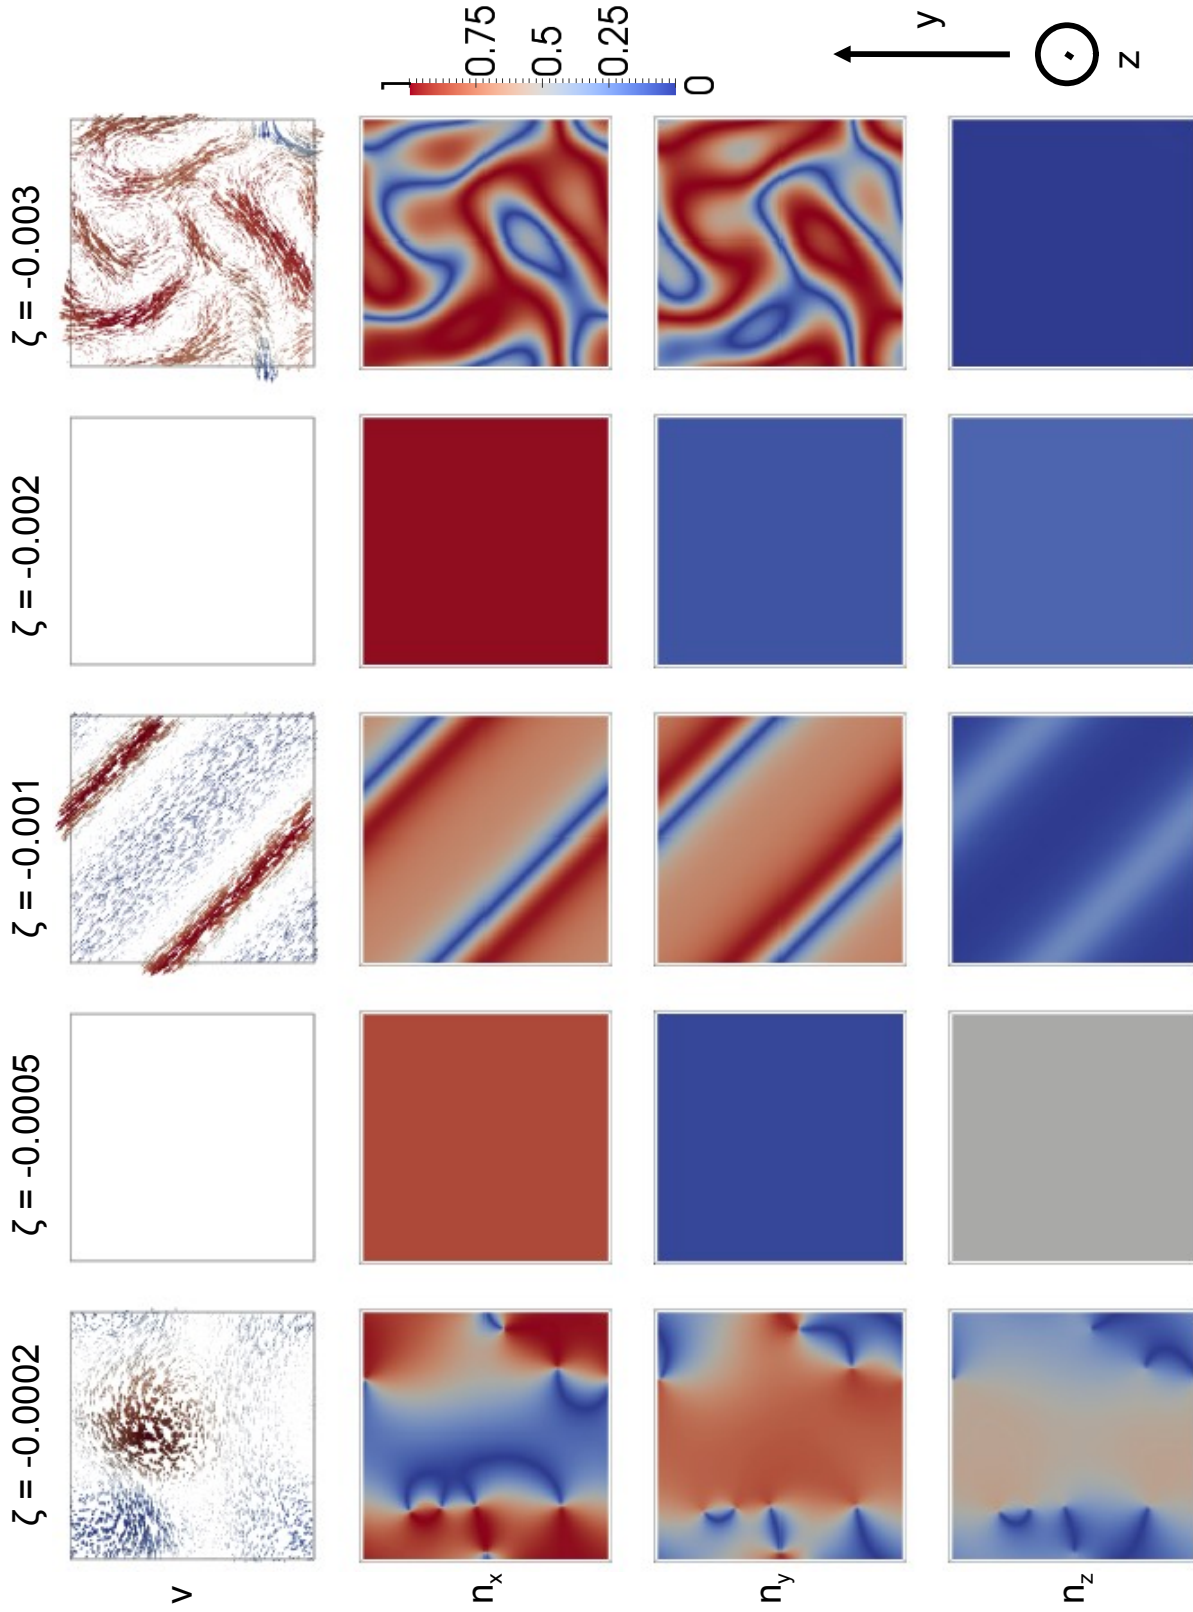 ζ = -0.0002
ζ = -0.0005
ζ = -0.001
ζ = -0.002
ζ = -0.003
v
nx
ny
nz
1
0.75
0.5
0.25
0
y
z